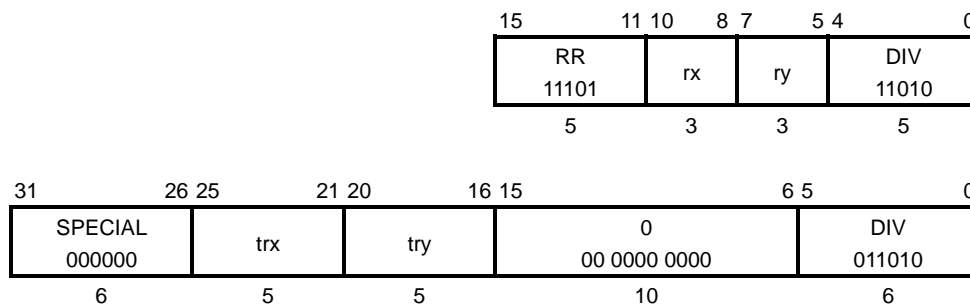 15 11 10 8 7 5 4 0
RR rx ry DIV
11101 11010
5 3 3 5
31 26 25 21 20 16 15 6 5 0
SPECIAL trx try 0 DIV
000000 00 0000 0000 011010
6 5 5 10 6